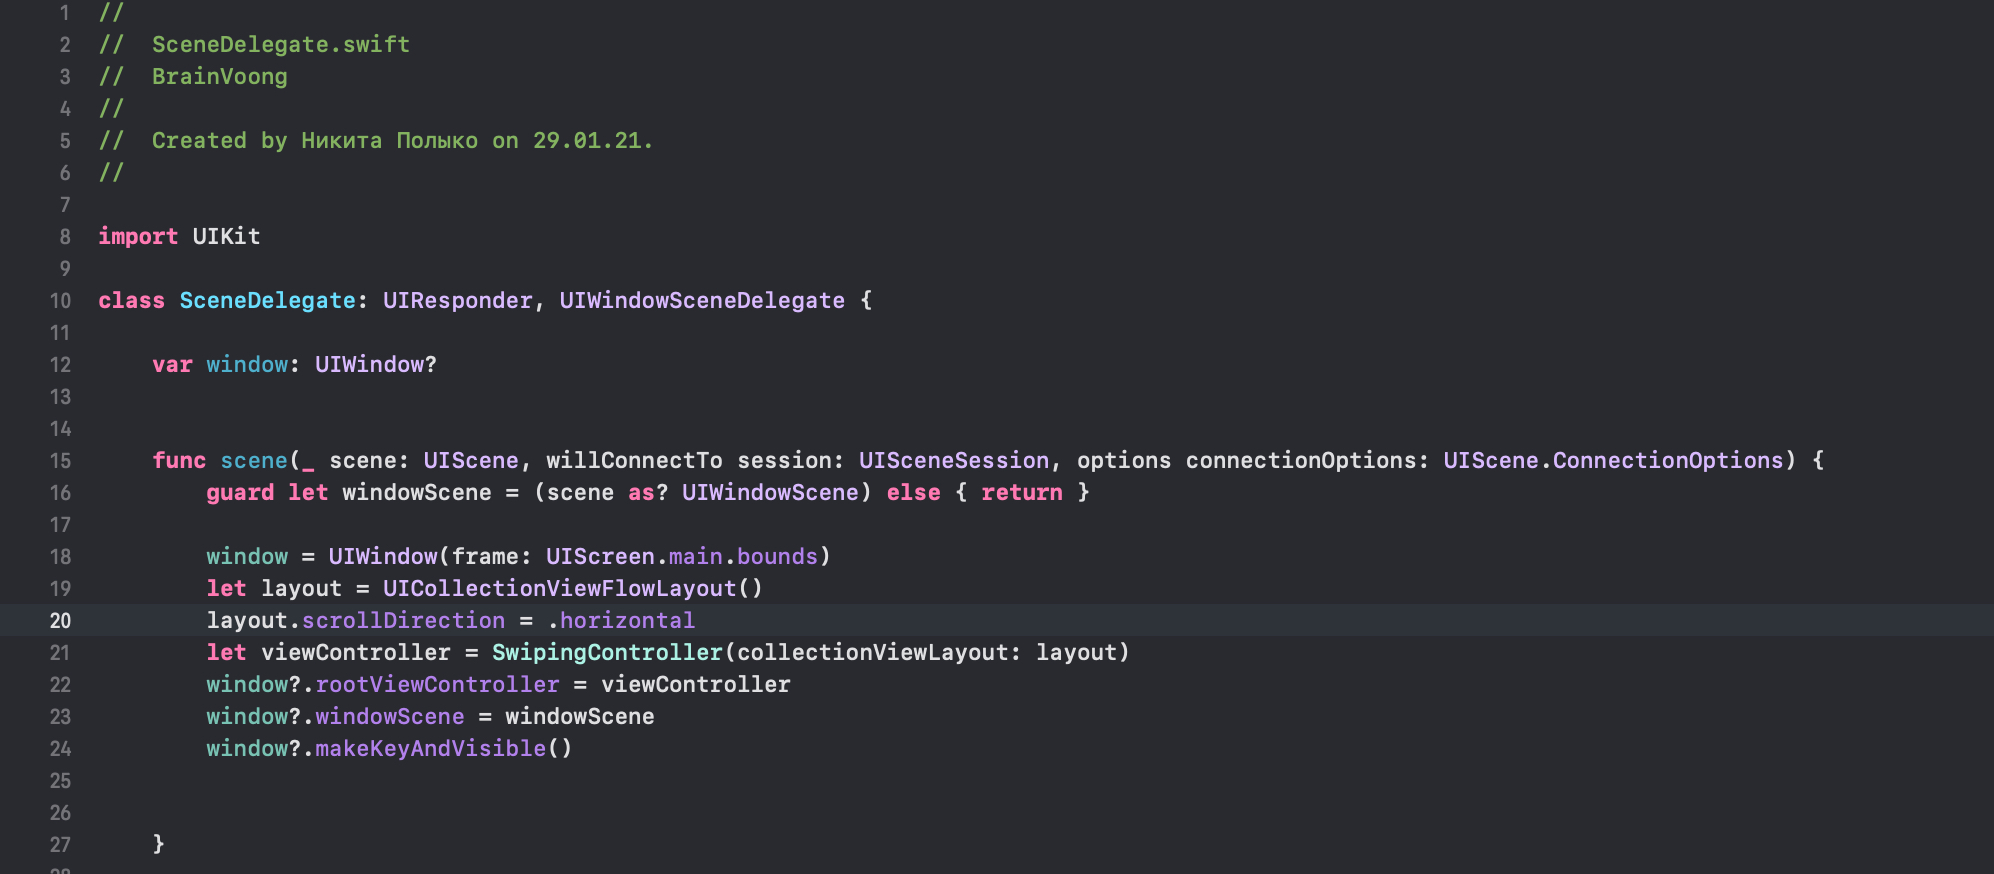 1 //
2 //  SceneDelegate.swift
3 //  BrainVoong
4 //
5 //  Created by Никита Полыко on 29.01.21.
6 //
7
8 import UIKit
9
10 class SceneDelegate: UIResponder, UIWindowSceneDelegate {
11
12     var window: UIWindow?
13
14
15     func scene(_ scene: UIScene, willConnectTo session: UISceneSession, options connectionOptions: UIScene.ConnectionOptions) {
16         guard let windowScene = (scene as? UIWindowScene) else { return }
17
18         window = UIWindow(frame: UIScreen.main.bounds)
19         let layout = UICollectionViewFlowLayout()
20         layout.scrollDirection = .horizontal
21         let viewController = SwipingController(collectionViewLayout: layout)
22         window?.rootViewController = viewController
23         window?.windowScene = windowScene
24         window?.makeKeyAndVisible()
25
26
27     }